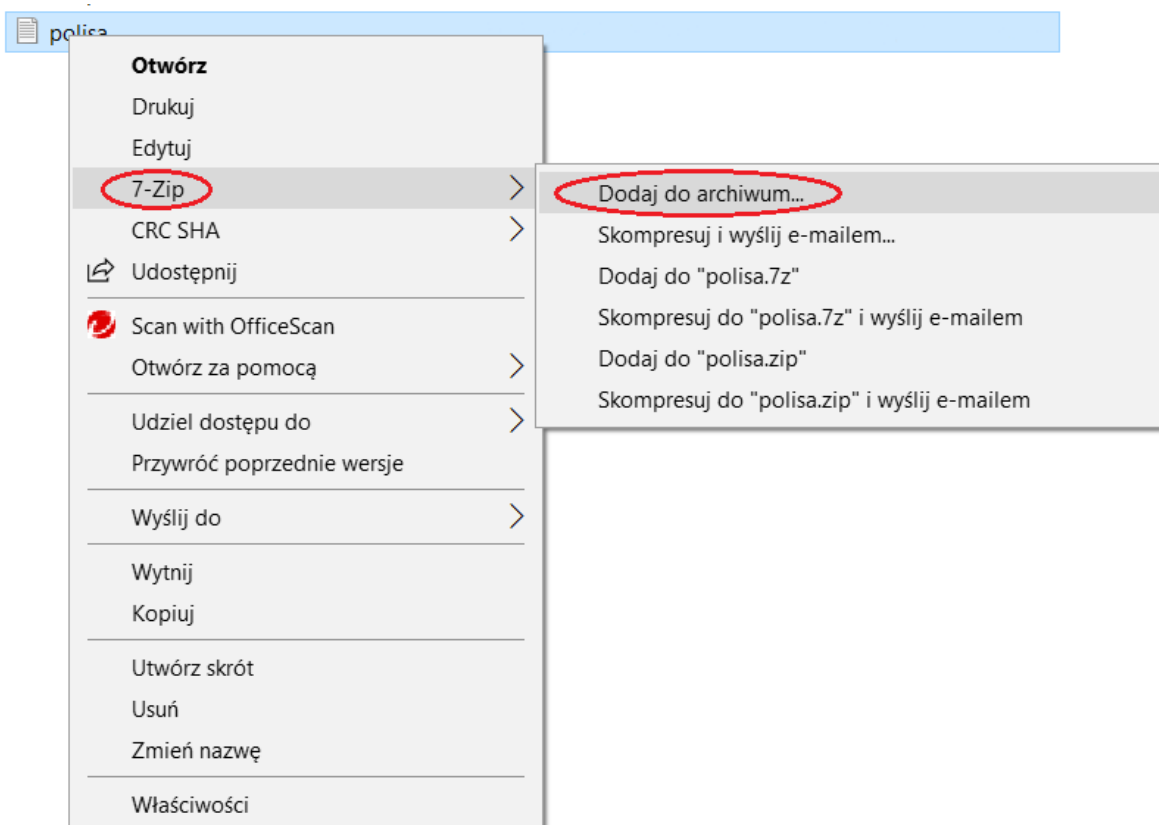 polisa
Otwórz
Drukuj
Edytuj
7-Zip
CRC SHA
Udostępnij
Scan with OfficeScan
Otwórz za pomocą
Udziel dostępu do
Przywróć poprzednie wersje
Wyślij do
Wytnij
Kopiuj
Utwórz skrót
Usuń
Zmień nazwę
Właściwości
Dodaj do archiwum...
Skompresuj i wyślij e-mailem...
Dodaj do "polisa.7z"
Skompresuj do "polisa.7z" i wyślij e-mailem
Dodaj do "polisa.zip"
Skompresuj do "polisa.zip" i wyślij e-mailem